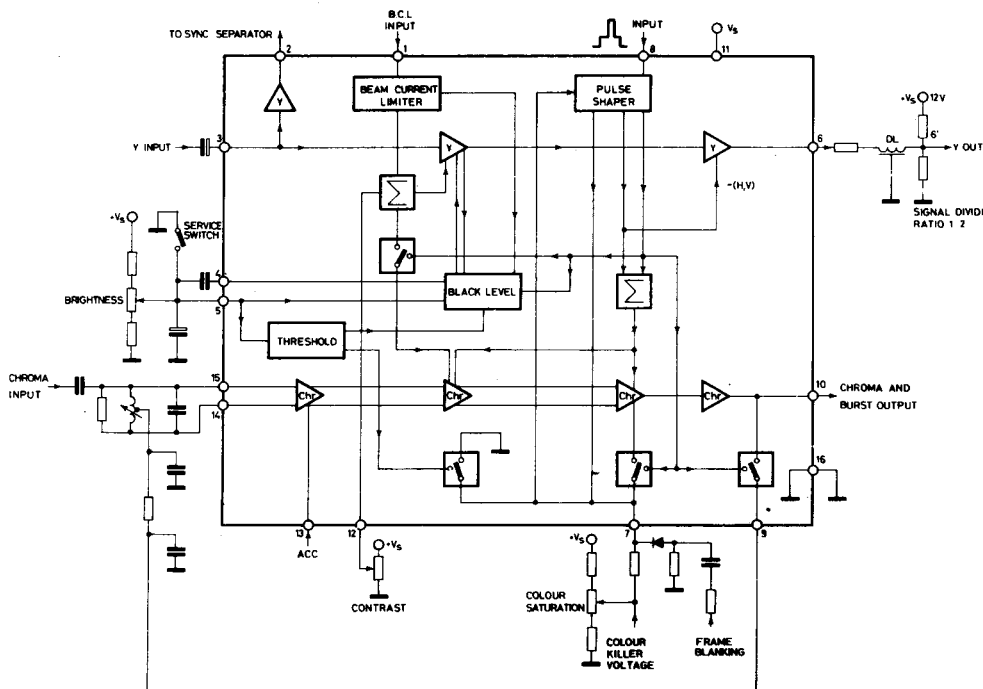 B.C.L
INPUT
TO SYNC SEPARATOR
2
1
INPUT
8
Vs
11
BEAM CURRENT
LIMITER
PULSE
SHAPER
Y
+Vs
12V
Y INPUT
3
Y
Y
6
DL
6'
Y OUT
-(H,V)
Σ
SIGNAL DIVIDI
RATIO 1 2
+Vs
SERVICE
SWITCH
4
BLACK LEVEL
Σ
BRIGHTNESS
5
THRESHOLD
CHROMA
INPUT
15
14
Chr
Chr
Chr
Chr
10
CHROMA AND
BURST OUTPUT
16
13
12
7
9
ACC
+Vs
CONTRAST
+Vs
COLOUR
SATURATION
COLOUR
KILLER
VOLTAGE
FRAME
BLANKING